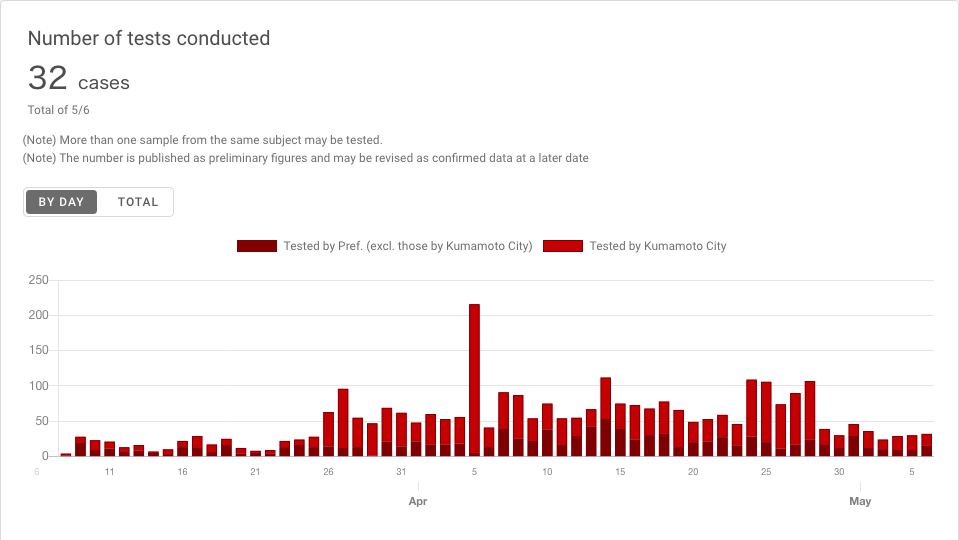 Number of tests conducted
32 cases
Total of 5/6
(Note) More than one sample from the same subject may be tested.
(Note) The number is published as preliminary figures and may be revised as confirmed data at a later date
BY DAY TOTAL
Tested by Pref. (excl. those by Kumamoto City) Tested by Kumamoto City
250
200
150
100
50
0
6 11 16 21 26 31 5 10 15 20 25 30 5
Apr May